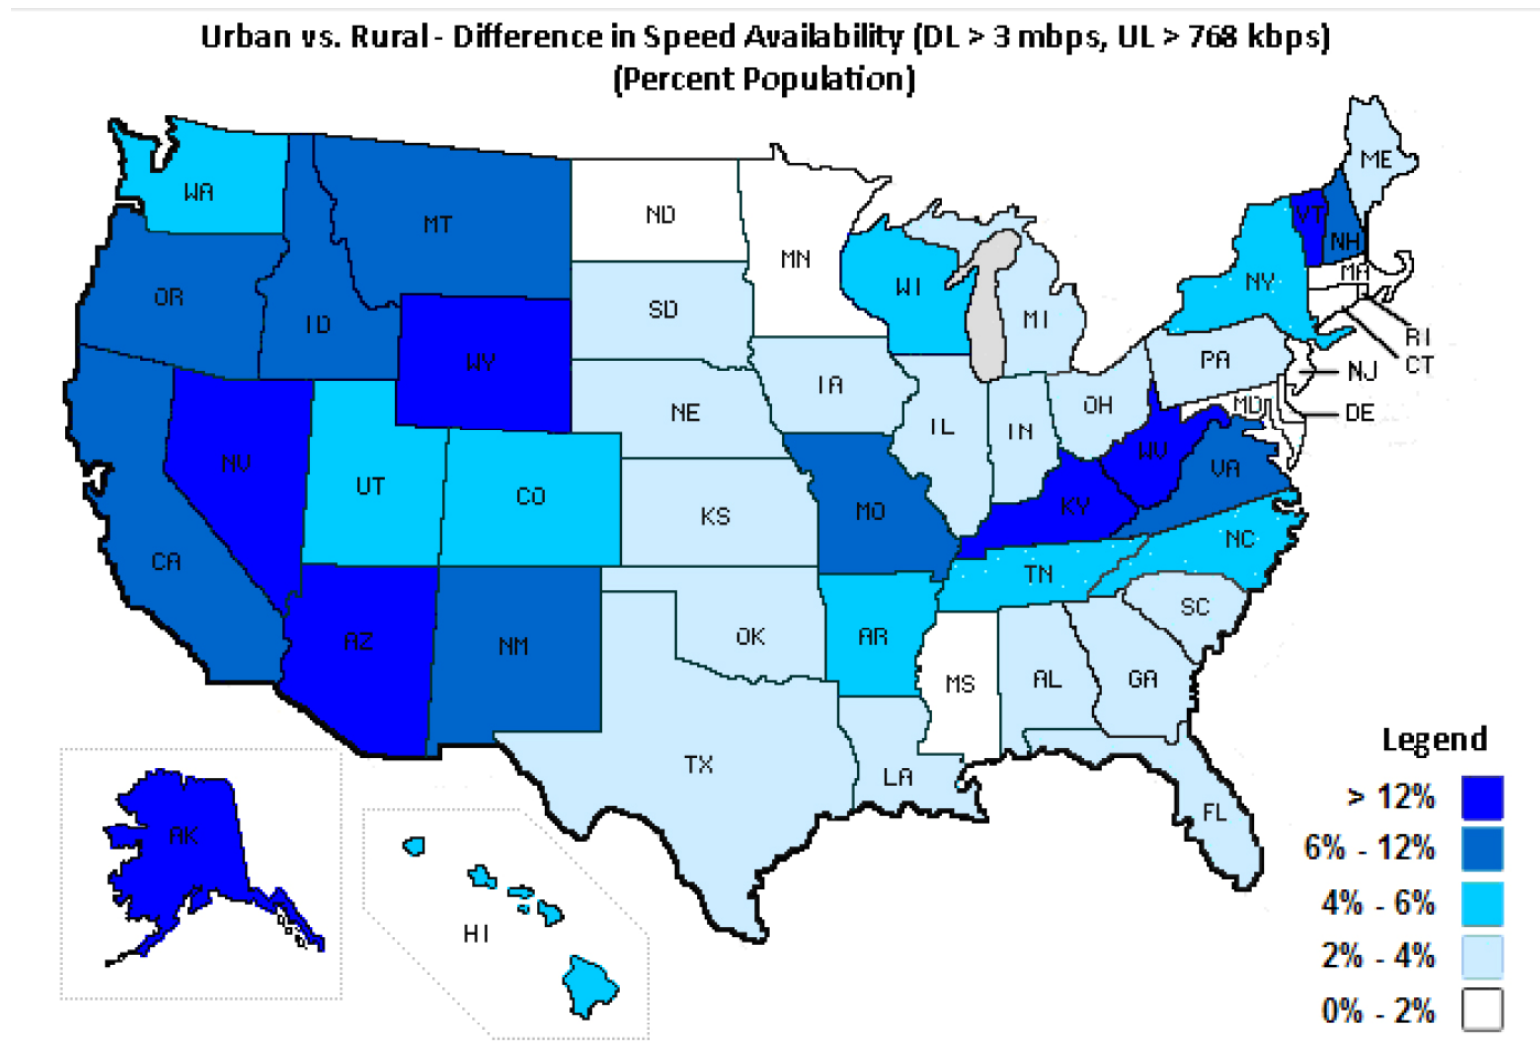 Urban vs. Rural - Difference in Speed Availability (DL > 3 mbps, UL > 768 kbps)
(Percent Population)
ME
WA
VT
NH
MT
ND
MN
MA
OR
ID
SD
WI
MI
NY
RI
CT
WY
PA
NJ
IA
NE
OH
MD
DE
IL
IN
NV
UT
CO
WV
VA
KS
MO
KY
CA
NC
TN
AZ
NM
OK
AR
SC
MS
AL
GA
TX
LA
FL
AK
HI
Legend
> 12%
6% - 12%
4% - 6%
2% - 4%
0% - 2%